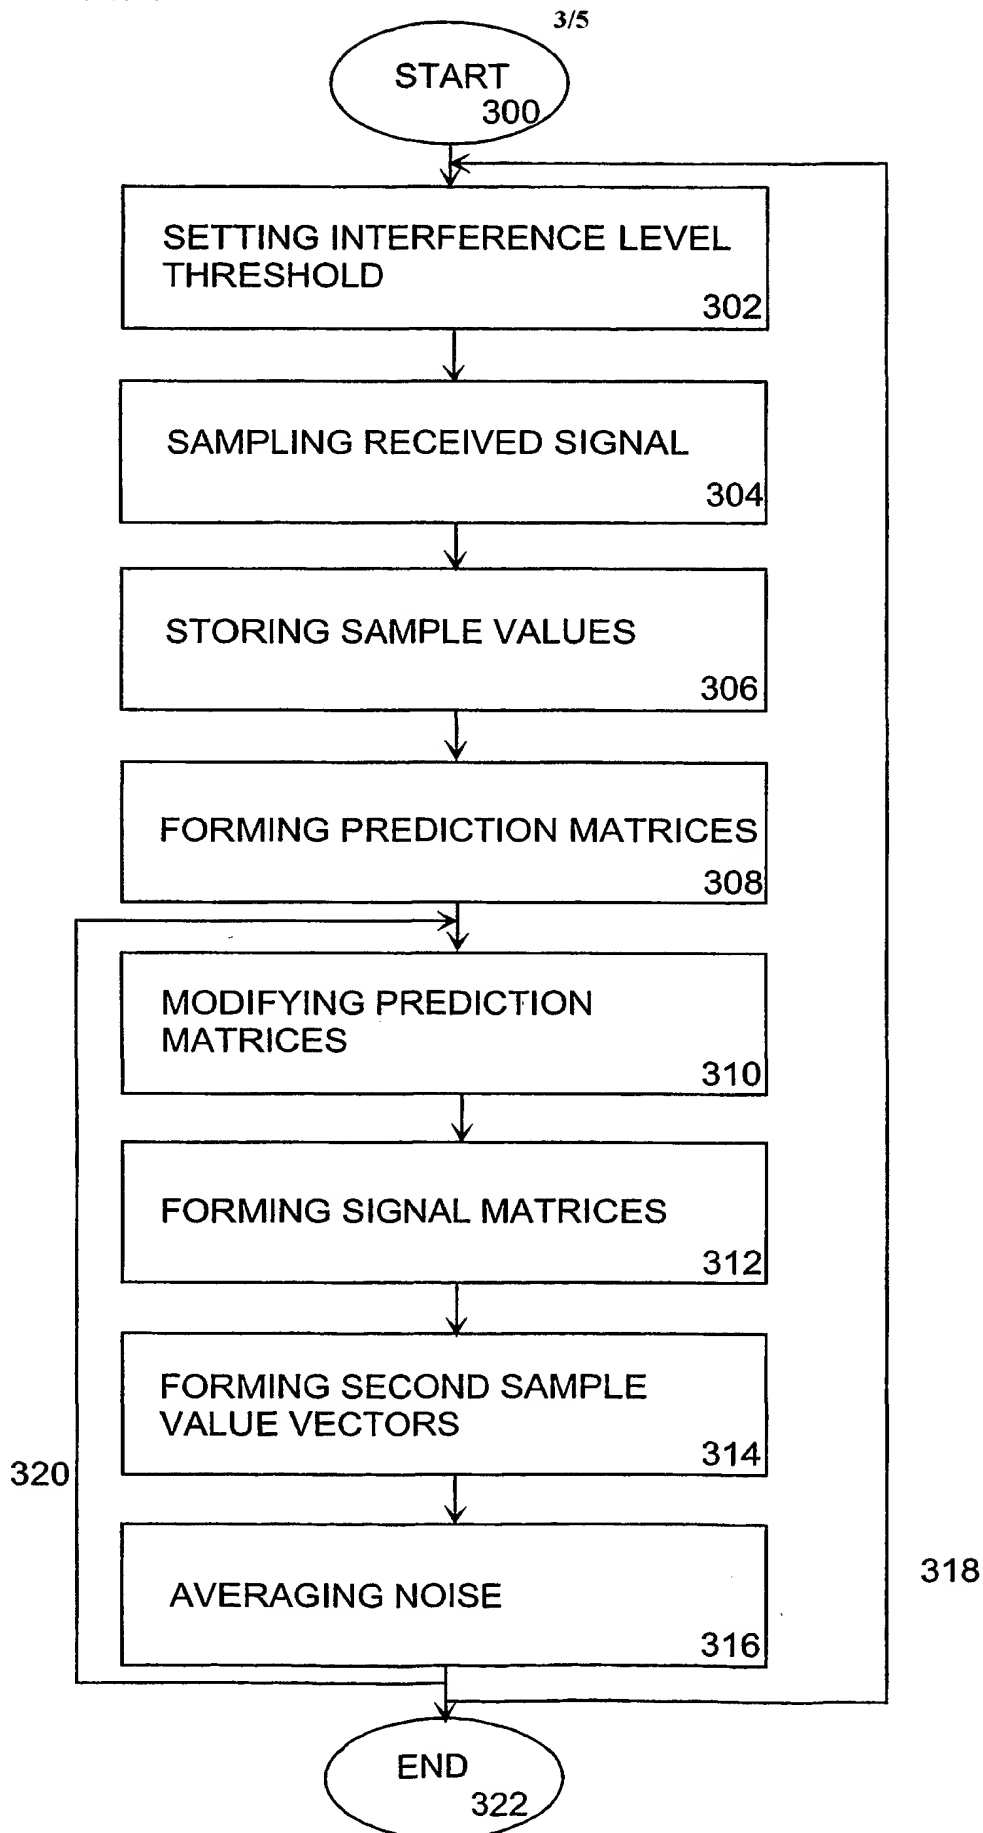 3/5
START
300
SETTING INTERFERENCE LEVEL
THRESHOLD
302
SAMPLING RECEIVED SIGNAL
304
STORING SAMPLE VALUES
306
FORMING PREDICTION MATRICES
308
MODIFYING PREDICTION
MATRICES
310
FORMING SIGNAL MATRICES
312
FORMING SECOND SAMPLE
VALUE VECTORS
314
320
AVERAGING NOISE
316
318
END
322